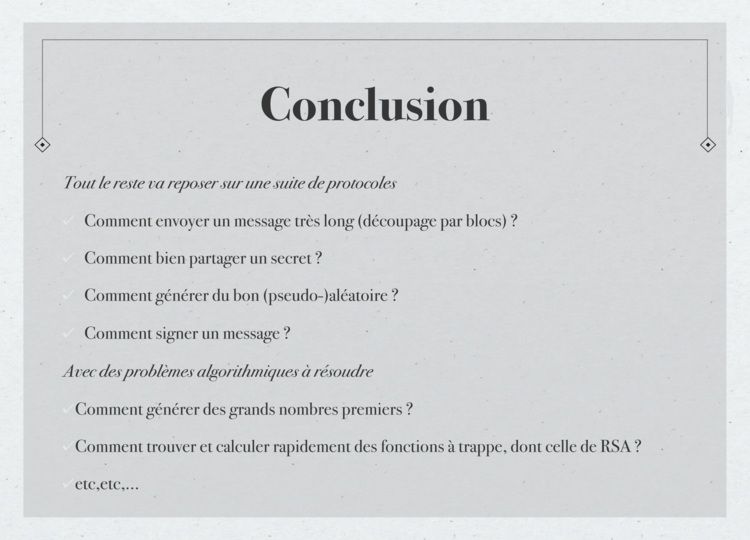 Conclusion
Tout le reste va reposer sur une suite de protocoles
Comment envoyer un message très long (découpage par blocs) ?
Comment bien partager un secret ?
Comment générer du bon (pseudo-)aléatoire ?
Comment signer un message ?
Avec des problèmes algorithmiques à résoudre
Comment générer des grands nombres premiers ?
Comment trouver et calculer rapidement des fonctions à trappe, dont celle de RSA ?
etc,etc,...